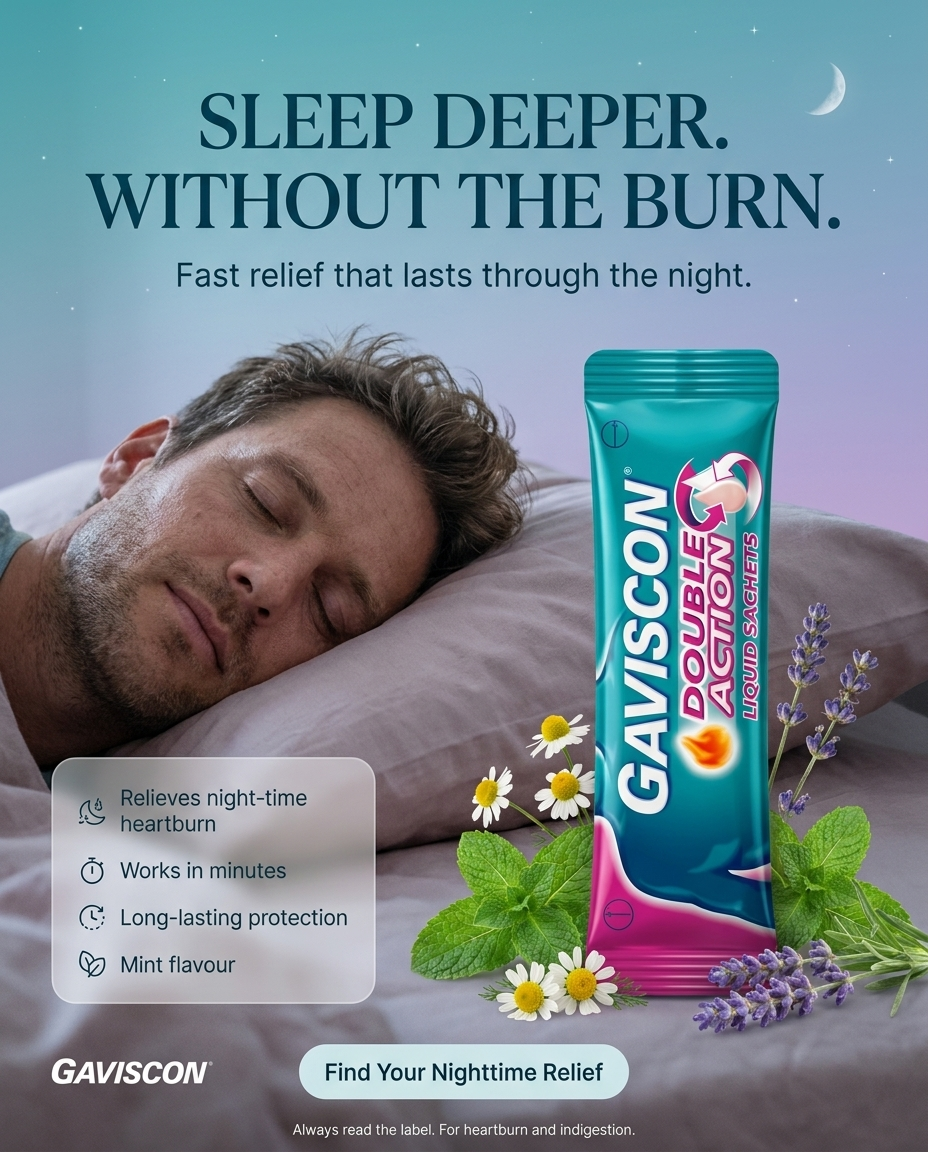 SLEEP DEEPER.
WITHOUT THE BURN.
Fast relief that lasts through the night.
GAVISCON®
DOUBLE
ACTION
LIQUID SACHETS
Relieves night-time
heartburn
Works in minutes
Long-lasting protection
Mint flavour
GAVISCON®
Find Your Nighttime Relief
Always read the label. For heartburn and indigestion.